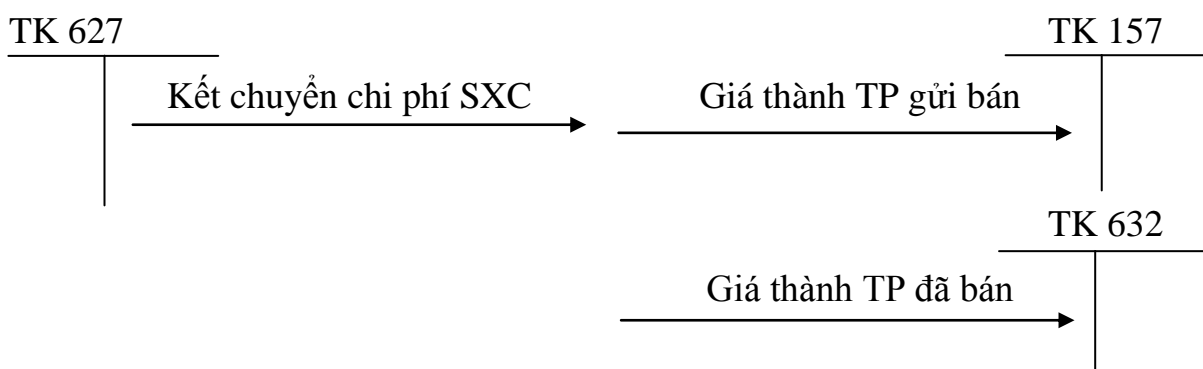 TK 627
TK 157
Kết chuyển chi phí SXC
Giá thành TP gửi bán
TK 632
Giá thành TP đã bán